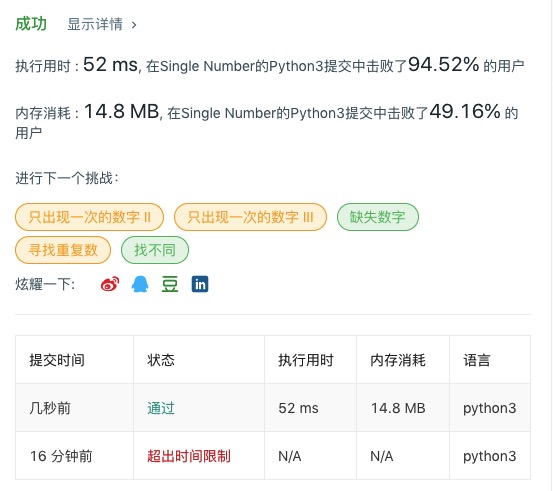 成功 显示详情 ›
执行用时 : 52 ms, 在Single Number的Python3提交中击败了94.52% 的用户
内存消耗 : 14.8 MB, 在Single Number的Python3提交中击败了49.16% 的
用户
进行下一个挑战：
只出现一次的数字 II 只出现一次的数字 III 缺失数字
寻找重复数 找不同
炫耀一下: 豆 in
提交时间 状态 执行用时 内存消耗 语言
几秒前 通过 52 ms 14.8 MB python3
16 分钟前 超出时间限制 N/A N/A python3